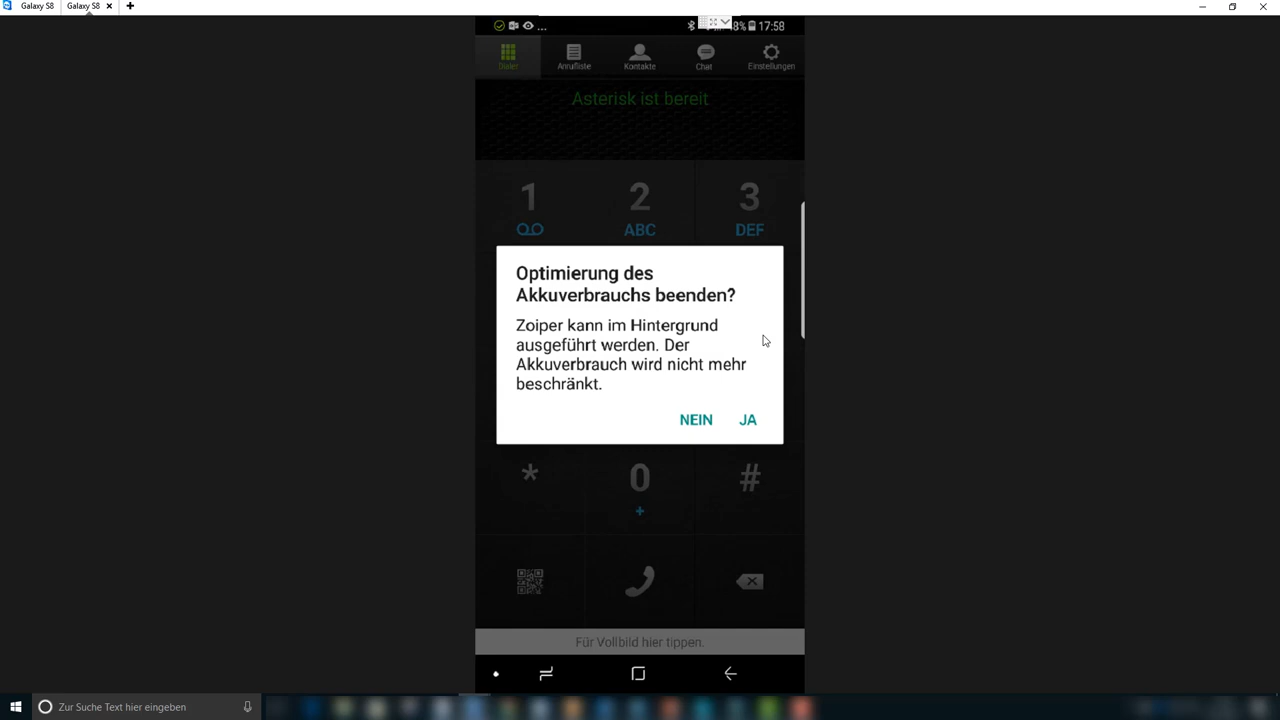 Galaxy S8 Galaxy S8
17:58
Dialer Anrufliste Kontakte Chat Einstellungen
Asterisk ist bereit
1 2 3
ABC DEF
Optimierung des
Akkuverbrauchs beenden?
Zoiper kann im Hintergrund
ausgeführt werden. Der
Akkuverbrauch wird nicht mehr
beschränkt.
NEIN JA
* 0 #
+
Für Vollbild hier tippen.
Zur Suche Text hier eingeben